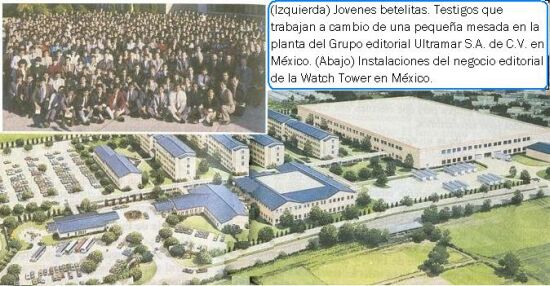 (Izquierda) Jovenes betelitas. Testigos que
trabajan a cambio de una pequeña mesada en la
planta del Grupo editorial Ultramar S.A. de C.V. en
México. (Abajo) Instalaciones del negocio editorial
de la Watch Tower en México.